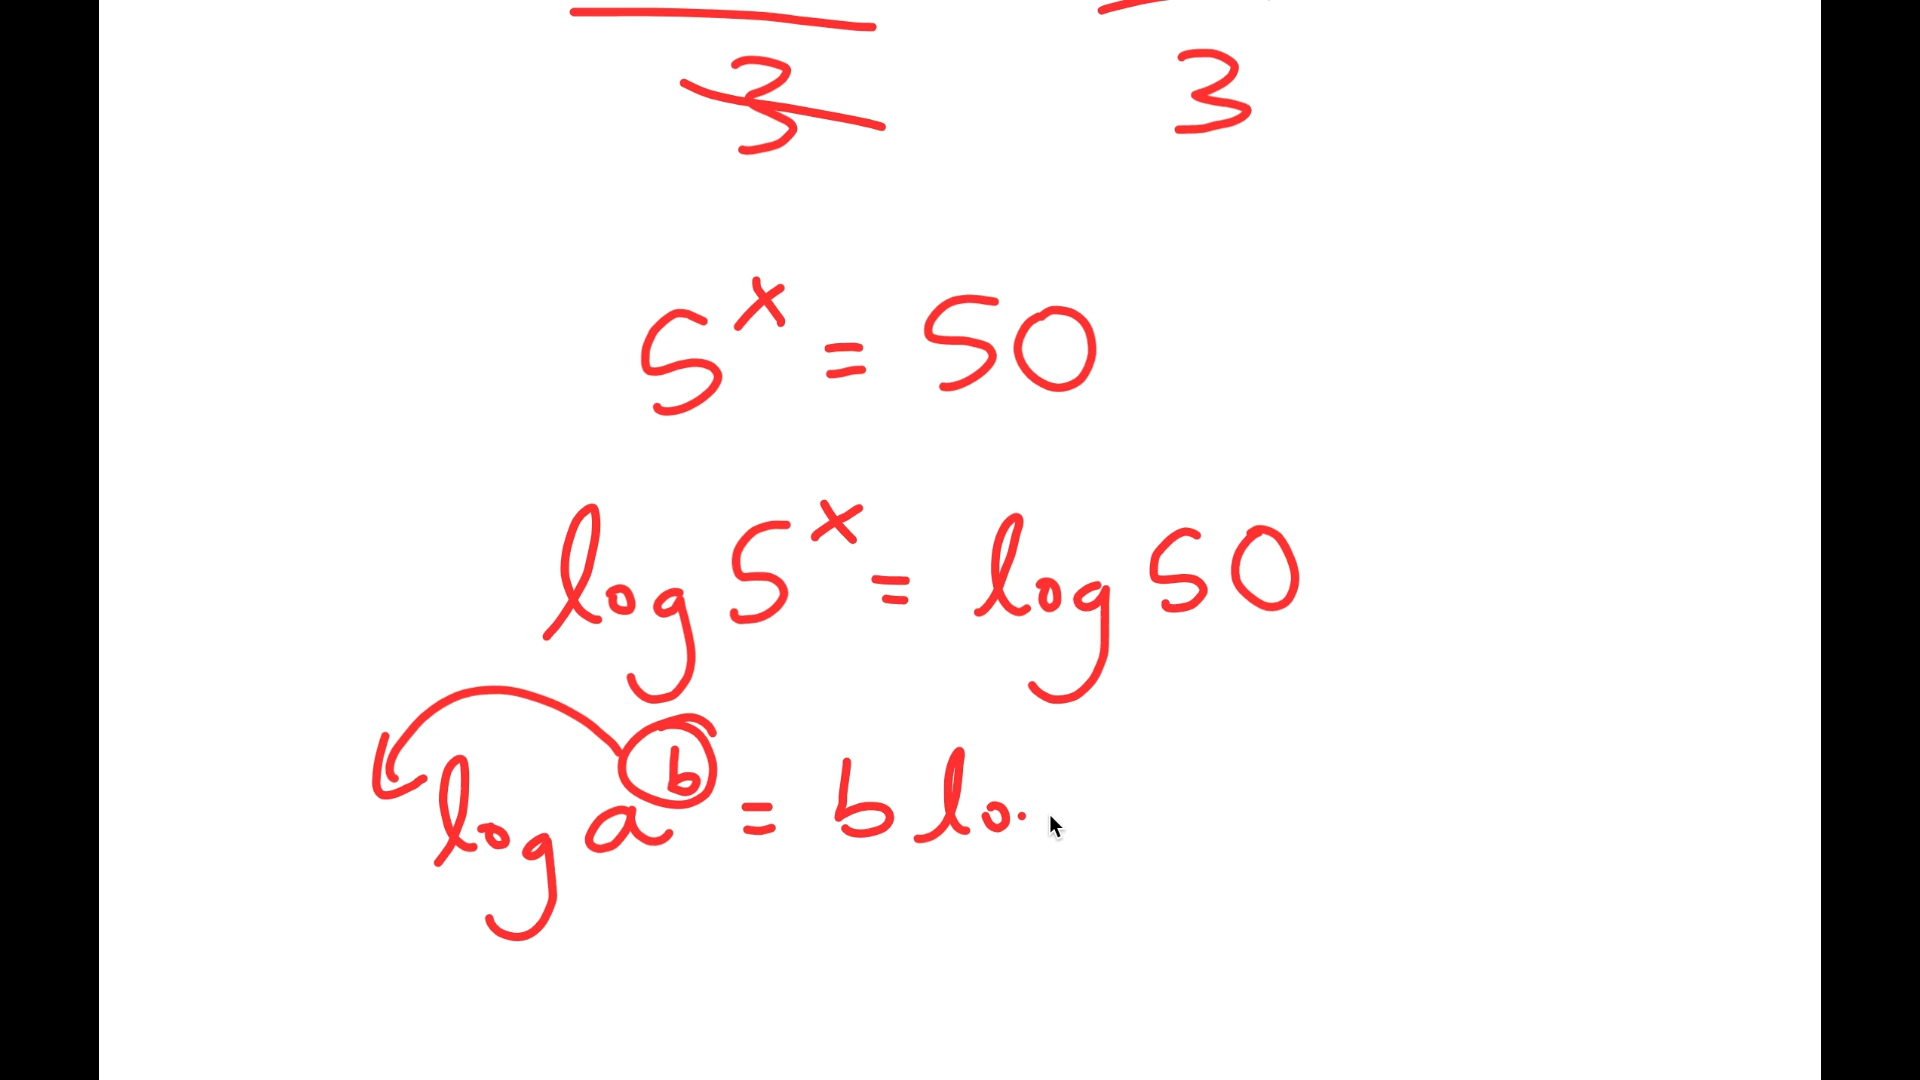 3 3
5^x = 50
log 5^x = log 50
log a^b = b lo